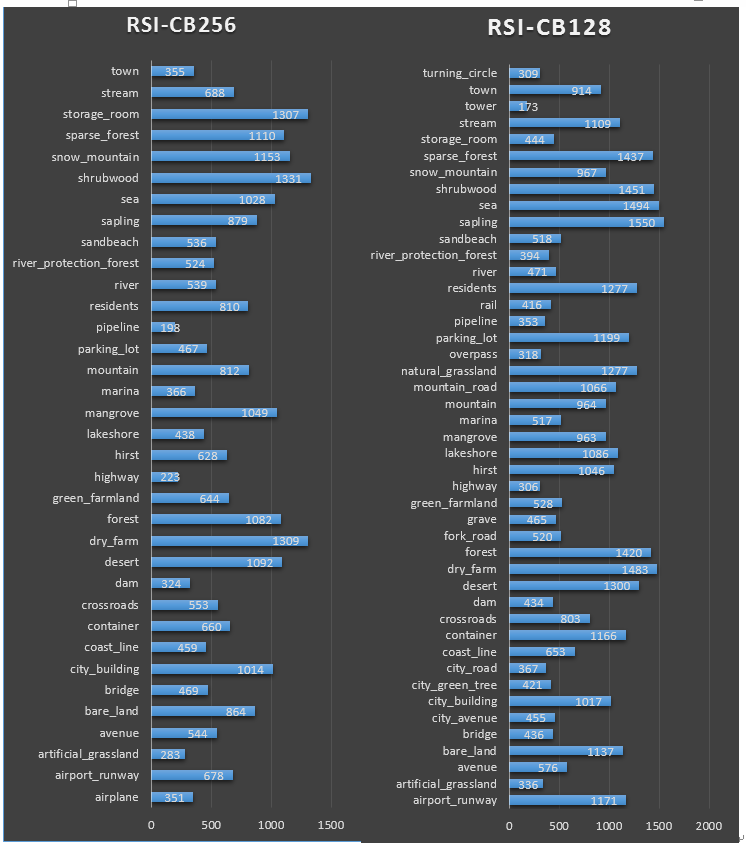 RSI-CB256
town 355
stream 688
storage_room 1307
sparse_forest 1110
snow_mountain 1153
shrubwood 1331
sea 1028
sapling 879
sandbeach 536
river_protection_forest 524
river 539
residents 810
pipeline 198
parking_lot 467
mountain 812
marina 366
mangrove 1049
lakeshore 438
hirst 628
highway 223
green_farmland 644
forest 1082
dry_farm 1309
desert 1092
dam 324
crossroads 553
container 660
coast_line 459
city_building 1014
bridge 469
bare_land 864
avenue 544
artificial_grassland 283
airport_runway 678
airplane 351
0 500 1000 1500
RSI-CB128
turning_circle 309
town 914
tower 173
stream 1109
storage_room 444
sparse_forest 1437
snow_mountain 967
shrubwood 1451
sea 1494
sapling 1550
sandbeach 518
river_protection_forest 394
river 471
residents 1277
rail 416
pipeline 353
parking_lot 1199
overpass 318
natural_grassland 1277
mountain_road 1066
mountain 964
marina 517
mangrove 963
lakeshore 1086
hirst 1046
highway 306
green_farmland 528
grave 465
fork_road 520
forest 1420
dry_farm 1483
desert 1300
dam 434
crossroads 803
container 1166
coast_line 653
city_road 367
city_green_tree 421
city_building 1017
city_avenue 455
bridge 436
bare_land 1137
avenue 576
artificial_grassland 336
airport_runway 1171
0 500 1000 1500 2000